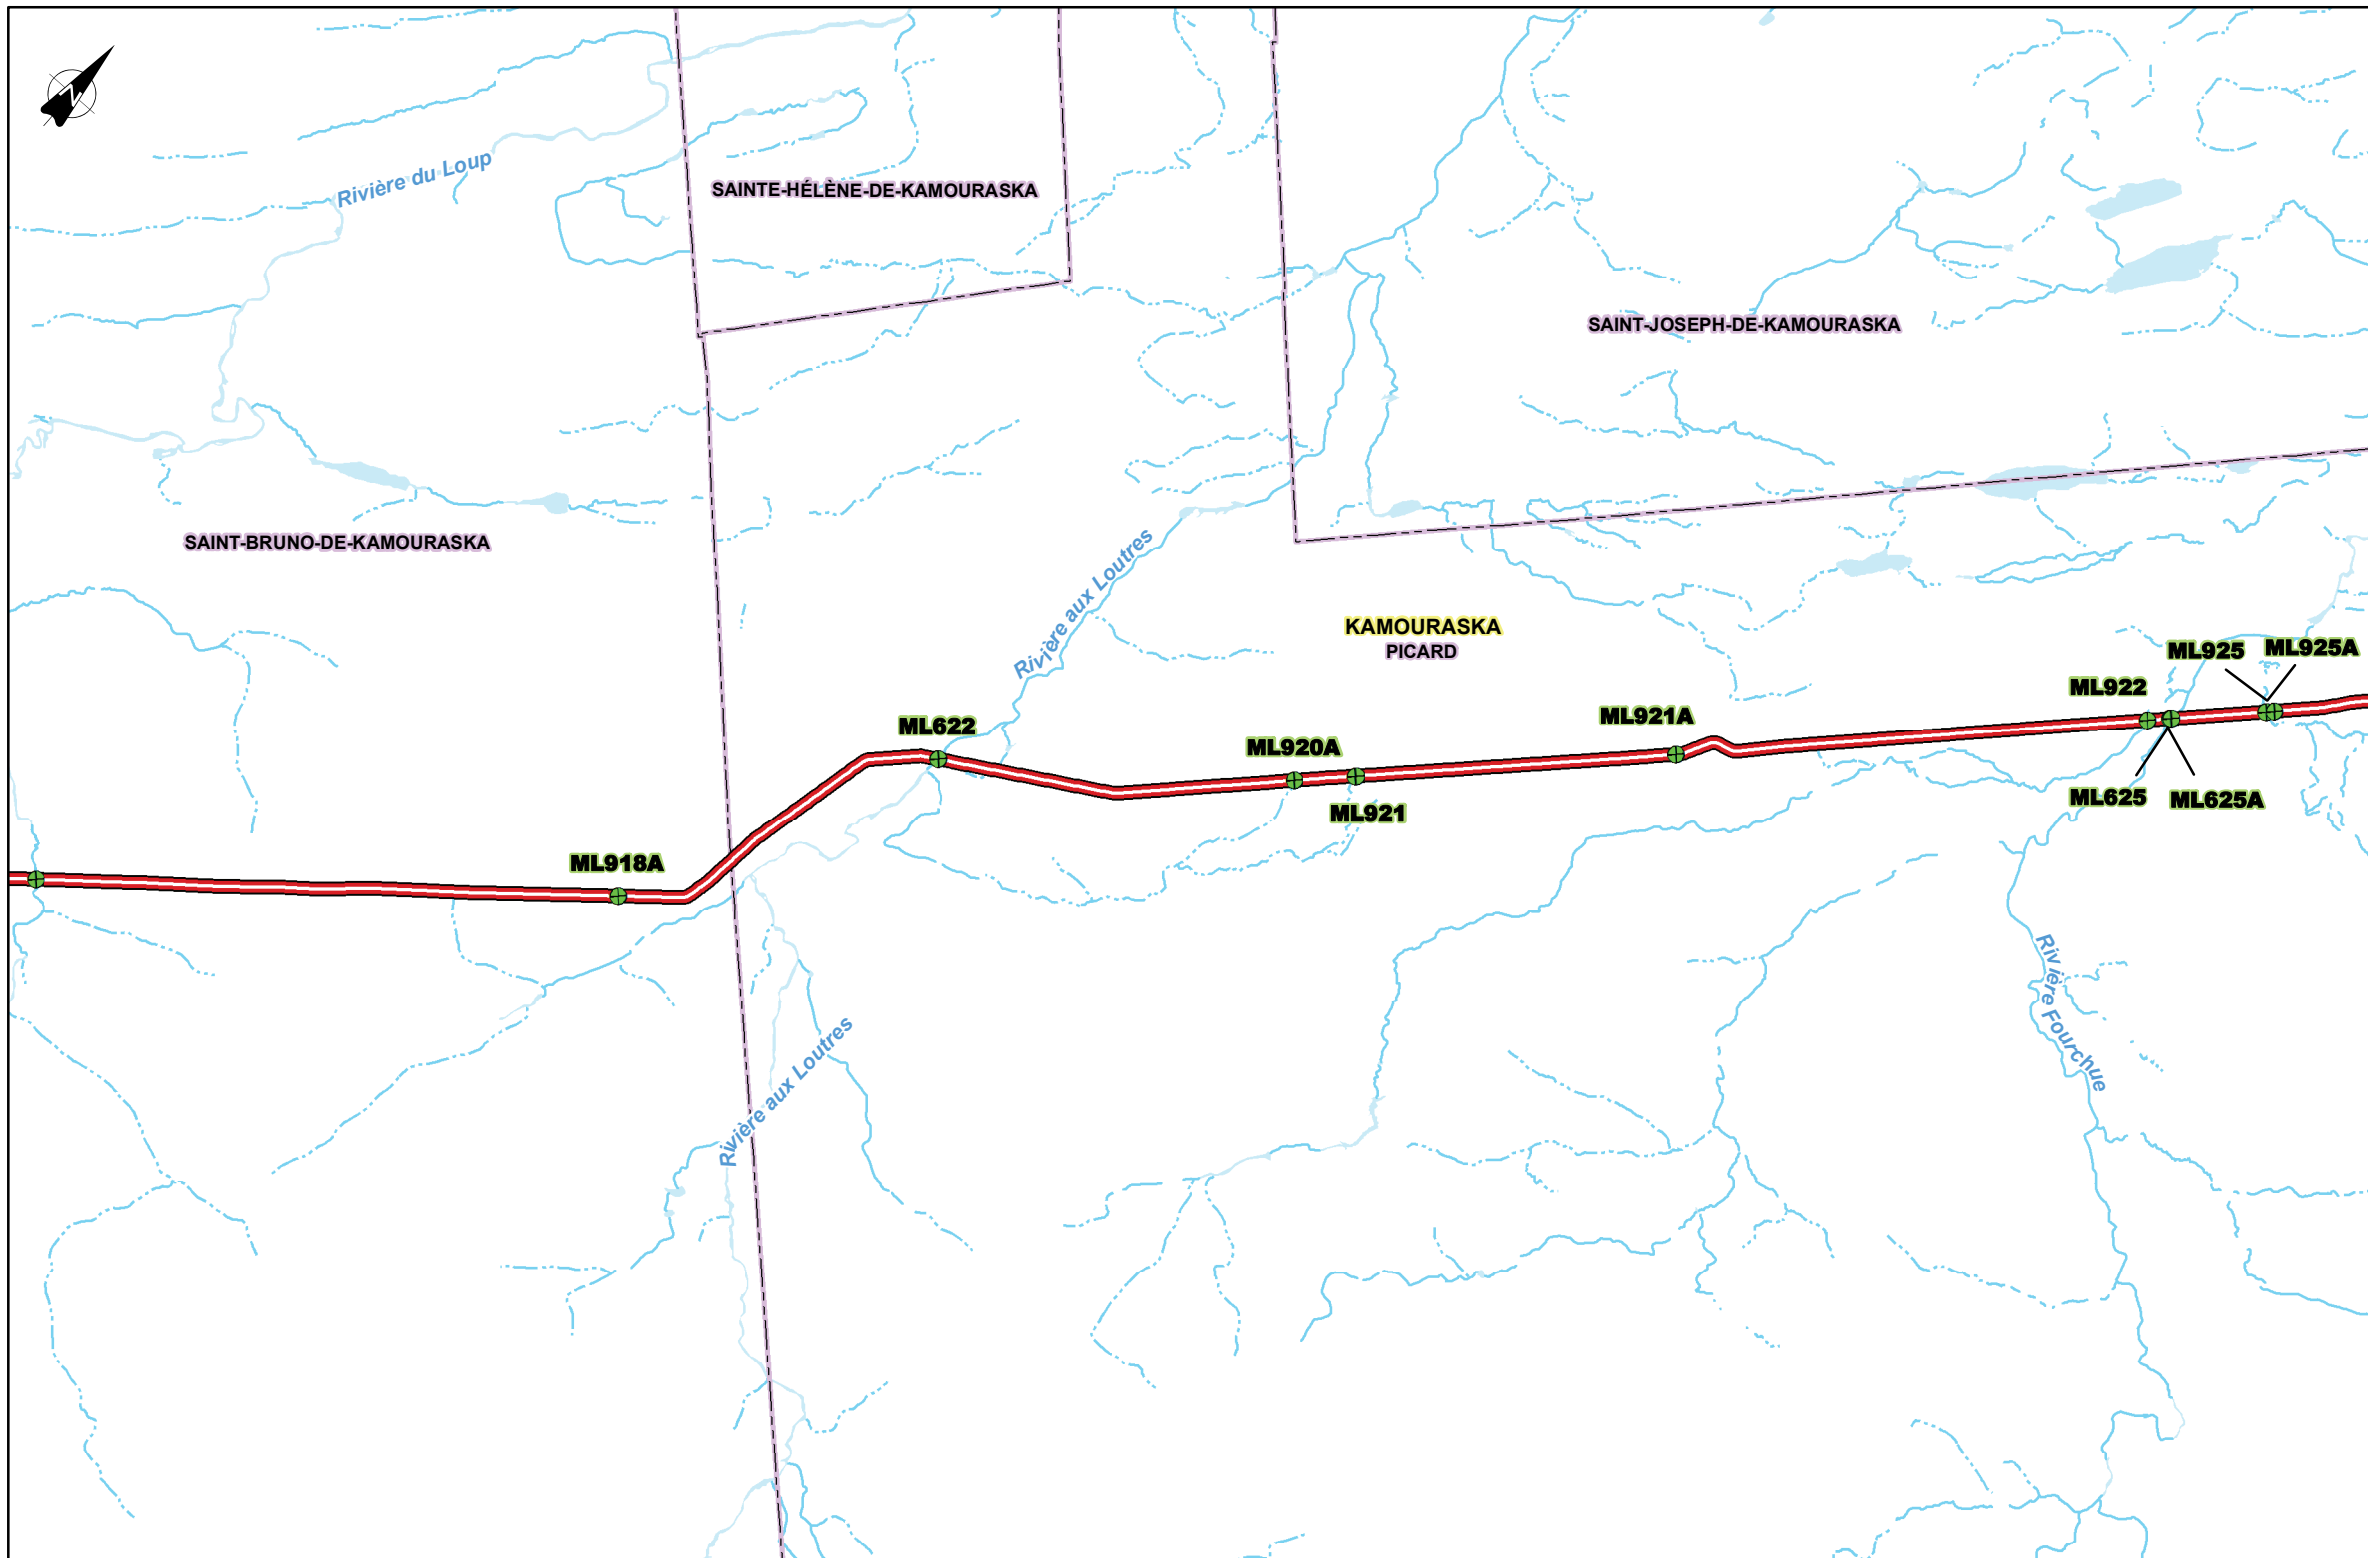 N
Rivière du Loup
SAINTE-HÉLÈNE-DE-KAMOURASKA
SAINT-JOSEPH-DE-KAMOURASKA
SAINT-BRUNO-DE-KAMOURASKA
Rivière aux Loutres
KAMOURASKA
PICARD
ML925
ML925A
ML922
ML921A
ML622
ML920A
ML921
ML625
ML625A
ML918A
Rivière Fourchue
Rivière aux Loutres